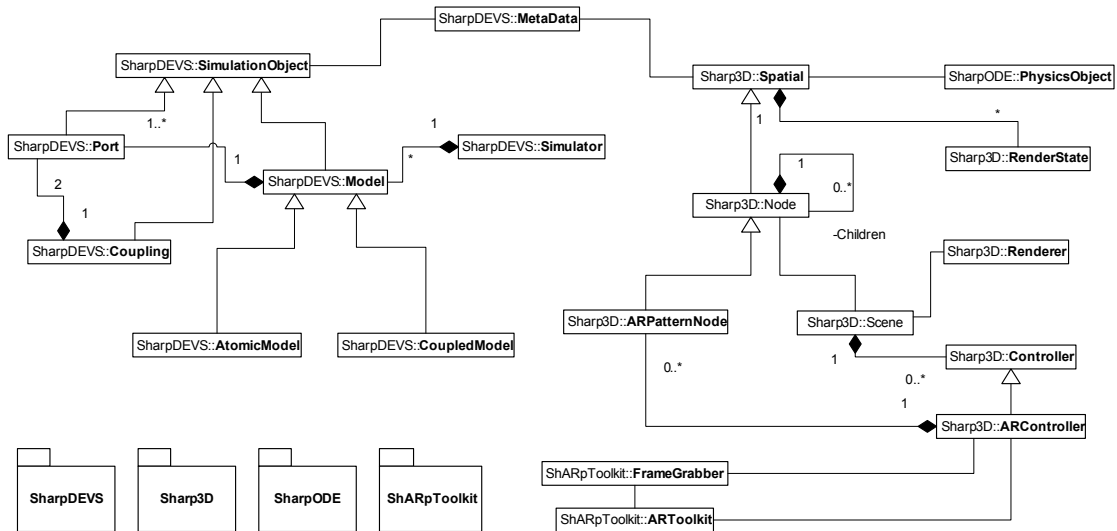 SharpDEVS::MetaData
SharpDEVS::SimulationObject
Sharp3D::Spatial
SharpODE::PhysicsObject
1..*
1
*
SharpDEVS::Port
1
1
*
SharpDEVS::Simulator
Sharp3D::RenderState
2
SharpDEVS::Model
1
0..*
1
Sharp3D::Node
-Children
SharpDEVS::Coupling
Sharp3D::Renderer
Sharp3D::ARPatternNode
Sharp3D::Scene
SharpDEVS::AtomicModel
SharpDEVS::CoupledModel
1
Sharp3D::Controller
0..*
0..*
1
Sharp3D::ARController
SharpDEVS
Sharp3D
SharpODE
ShARpToolkit
ShARpToolkit::FrameGrabber
ShARpToolkit::ARToolkit